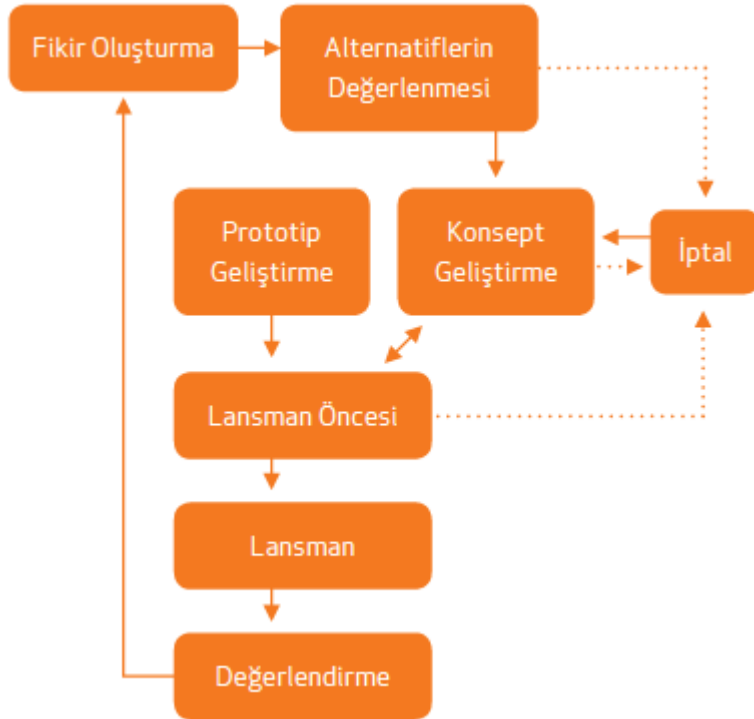 Fikir Oluşturma
Alternatiflerin
Değerlenmesi
Prototip
Geliştirme
Konsept
Geliştirme
İptal
Lansman Öncesi
Lansman
Değerlendirme